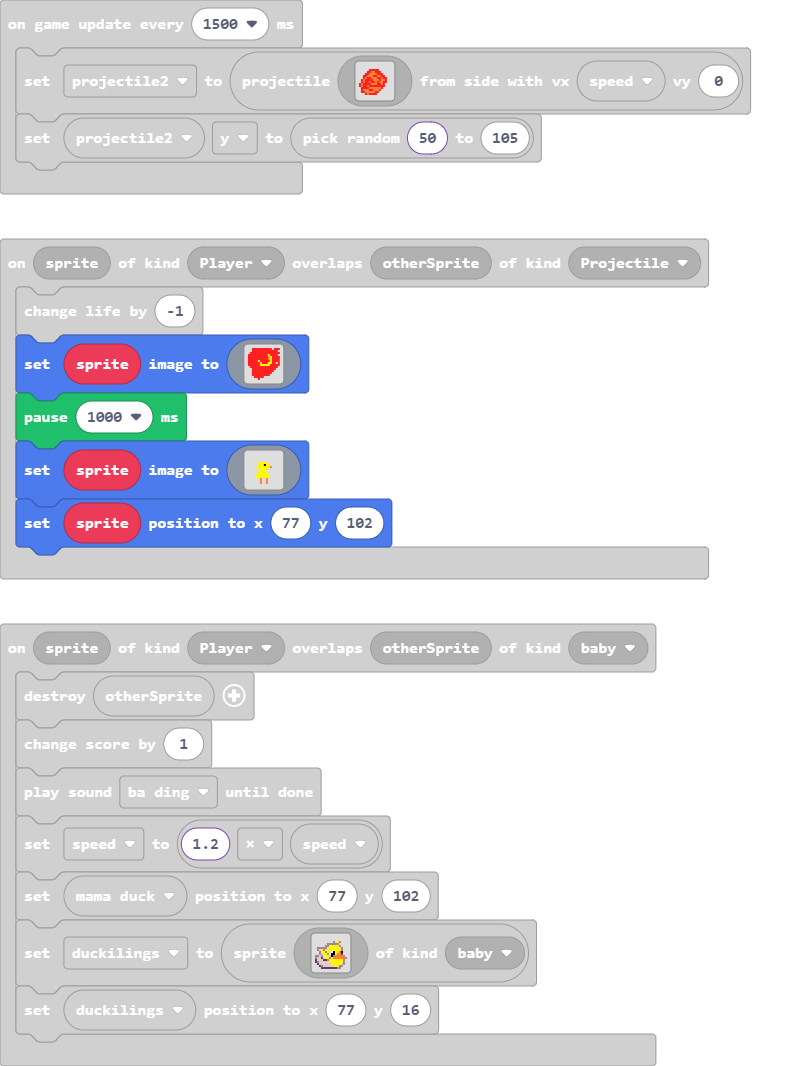 on game update every 1500 ms
set projectile2 to projectile from side with vx speed vy 0
set projectile2 y to pick random 50 to 105
on sprite of kind Player overlaps otherSprite of kind Projectile
change life by -1
set sprite image to
pause 1000 ms
set sprite image to
set sprite position to x 77 y 102
on sprite of kind Player overlaps otherSprite of kind baby
destroy otherSprite
change score by 1
play sound ba ding until done
set speed to 1.2 × speed
set mama duck position to x 77 y 102
set duckilings to sprite of kind baby
set duckilings position to x 77 y 16